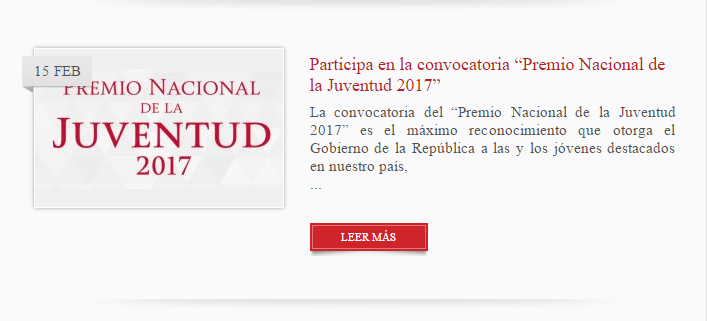 15 FEB
PREMIO NACIONAL
DE LA
JUVENTUD
2017
Participa en la convocatoria “Premio Nacional de
la Juventud 2017”
La convocatoria del “Premio Nacional de la Juventud
2017” es el máximo reconocimiento que otorga el
Gobierno de la República a las y los jóvenes destacados
en nuestro país,
...
LEER MÁS